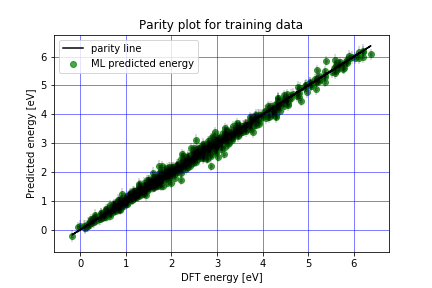 Parity plot for training data
parity line
ML predicted energy
Predicted energy [eV]
6
5
4
3
2
1
0
0 1 2 3 4 5 6
DFT energy [eV]